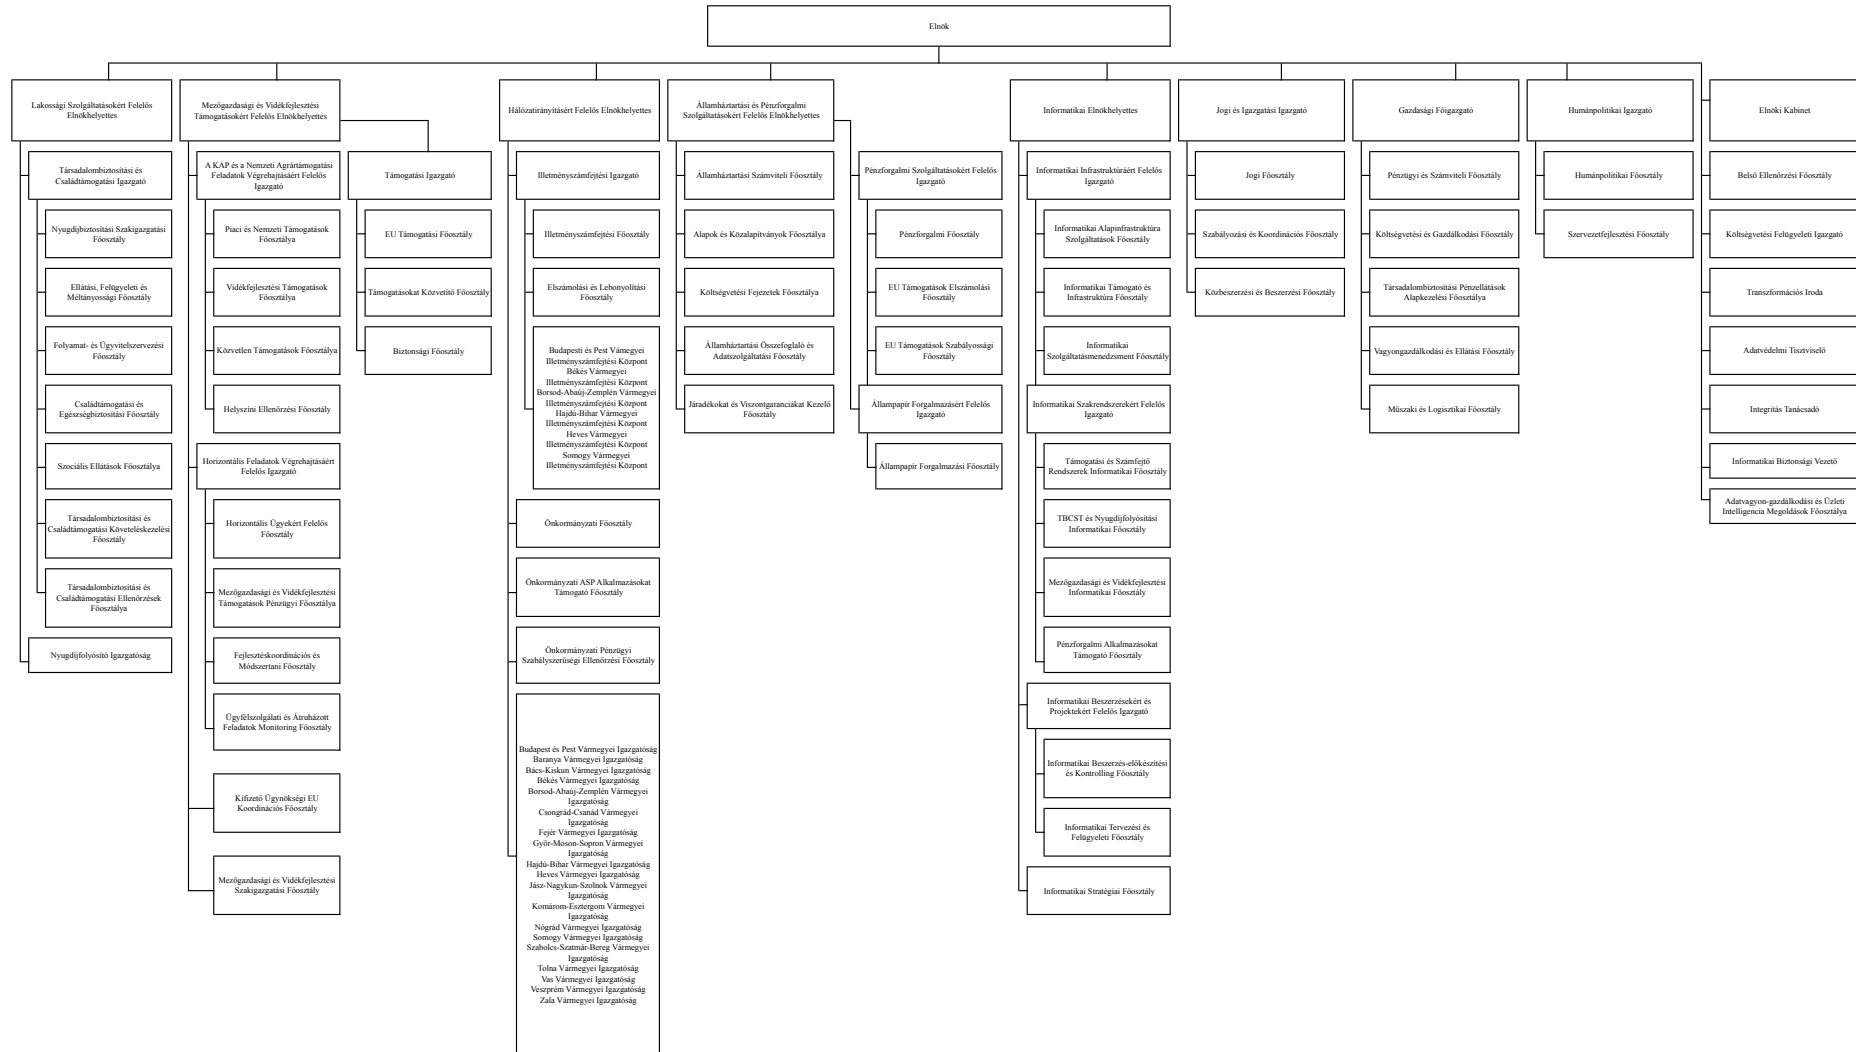 Elnök
Lakossági Szolgáltatásokért Felelős
Elnökhelyettes
Társadalombiztosítási és
Családtámogatási Igazgató
Nyugdíjbiztosítási Szakigazgatási
Főosztály
Ellátási, Felügyeleti és
Méltányossági Főosztály
Folyamat- és Ügyvitelszervezési
Főosztály
Családtámogatási és
Egészségbiztosítási Főosztály
Szociális Ellátások Főosztálya
Társadalombiztosítási és
Családtámogatási Követeléskezelési
Főosztály
Társadalombiztosítási és
Családtámogatási Ellenőrzések
Főosztálya
Nyugdíjfolyósító Igazgatóság
Mezőgazdasági és Vidékfejlesztési
Támogatásokért Felelős Elnökhelyettes
A KAP és a Nemzeti Agrártámogatási
Feladatok Végrehajtásáért Felelős
Igazgató
Piaci és Nemzeti Támogatások
Főosztálya
Vidékfejlesztési Támogatások
Főosztálya
Közvetlen Támogatások Főosztálya
Helyszíni Ellenőrzési Főosztály
Horizontális Feladatok Végrehajtásáért
Felelős Igazgató
Horizontális Ügyekért Felelős
Főosztály
Mezőgazdasági és Vidékfejlesztési
Támogatások Pénzügyi Főosztálya
Fejlesztéskoordinációs és
Módszertani Főosztály
Ügyfélszolgálati és Átruházott
Feladatok Monitoring Főosztály
Kifizető Ügynökségi EU
Koordinációs Főosztály
Mezőgazdasági és Vidékfejlesztési
Szakigazgatási Főosztály
Támogatási Igazgató
EU Támogatási Főosztály
Támogatásokat Közvetítő Főosztály
Biztonsági Főosztály
Hálózatirányításért Felelős Elnökhelyettes
Illetményszámfejtési Igazgató
Illetményszámfejtési Főosztály
Elszámolási és Lebonyolítási
Főosztály
Budapesti és Pest Vámegyei
Illetményszámfejtési Központ
Békés Vármegyei
Illetményszámfejtési Központ
Borsod-Abaúj-Zemplén Vármegyei
Illetményszámfejtési Központ
Hajdú-Bihar Vármegyei
Illetményszámfejtési Központ
Heves Vármegyei
Illetményszámfejtési Központ
Somogy Vármegyei
Illetményszámfejtési Központ
Önkormányzati Főosztály
Önkormányzati ASP Alkalmazásokat
Támogató Főosztály
Önkormányzati Pénzügyi
Szabályszerűségi Ellenőrzési Főosztály
Budapest és Pest Vármegyei Igazgatóság
Baranya Vármegyei Igazgatóság
Bács-Kiskun Vármegyei Igazgatóság
Békés Vármegyei Igazgatóság
Borsod-Abaúj-Zemplén Vármegyei
Igazgatóság
Csongrád-Csanád Vármegyei
Igazgatóság
Fejér Vármegyei Igazgatóság
Győr-Moson-Sopron Vármegyei
Igazgatóság
Hajdú-Bihar Vármegyei Igazgatóság
Heves Vármegyei Igazgatóság
Jász-Nagykun-Szolnok Vármegyei
Igazgatóság
Komárom-Esztergom Vármegyei
Igazgatóság
Nógrád Vármegyei Igazgatóság
Somogy Vármegyei Igazgatóság
Szabolcs-Szatmár-Bereg Vármegyei
Igazgatóság
Tolna Vármegyei Igazgatóság
Vas Vármegyei Igazgatóság
Veszprém Vármegyei Igazgatóság
Zala Vármegyei Igazgatóság
Államháztartási és Pénzforgalmi
Szolgáltatásokért Felelős Elnökhelyettes
Államháztartási Számviteli Főosztály
Alapok és Közalapítványok Főosztálya
Költségvetési Fejezetek Főosztálya
Államháztartási Összefoglaló és
Adatszolgáltatási Főosztály
Járadékokat és Viszontgaranciákat Kezelő
Főosztály
Pénzforgalmi Szolgáltatásokért Felelős
Igazgató
Pénzforgalmi Főosztály
EU Támogatások Elszámolási
Főosztály
EU Támogatások Szabályossági
Főosztály
Állampapír Forgalmazásért Felelős
Igazgató
Állampapír Forgalmazási Főosztály
Informatikai Elnökhelyettes
Informatikai Infrastruktúráért Felelős
Igazgató
Informatikai Alapinfrastruktúra
Szolgáltatások Főosztály
Informatikai Támogató és
Infrastruktúra Főosztály
Informatikai
Szolgáltatásmenedzsment Főosztály
Informatikai Szakrendszerekért Felelős
Igazgató
Támogatási és Számfejtő
Rendszerek Informatikai Főosztály
TBCST és Nyugdíjfolyósítási
Informatikai Főosztály
Mezőgazdasági és Vidékfejlesztési
Informatikai Főosztály
Pénzforgalmi Alkalmazásokat
Támogató Főosztály
Informatikai Beszerzésekért és
Projektekért Felelős Igazgató
Informatikai Beszerzés-előkészítési
és Kontrolling Főosztály
Informatikai Tervezési és
Felügyeleti Főosztály
Informatikai Stratégiai Főosztály
Jogi és Igazgatási Igazgató
Jogi Főosztály
Szabályozási és Koordinációs Főosztály
Közbeszerzési és Beszerzési Főosztály
Gazdasági Főigazgató
Pénzügyi és Számviteli Főosztály
Költségvetési és Gazdálkodási Főosztály
Társadalombiztosítási Pénzellátások
Alapkezelési Főosztálya
Vagyongazdálkodási és Ellátási Főosztály
Műszaki és Logisztikai Főosztály
Humánpolitikai Igazgató
Humánpolitikai Főosztály
Szervezetfejlesztési Főosztály
Elnöki Kabinet
Belső Ellenőrzési Főosztály
Költségvetési Felügyeleti Igazgató
Transzformációs Iroda
Adatvédelmi Tisztviselő
Integritás Tanácsadó
Informatikai Biztonsági Vezető
Adatvagyon-gazdálkodási és Üzleti
Intelligencia Megoldások Főosztálya